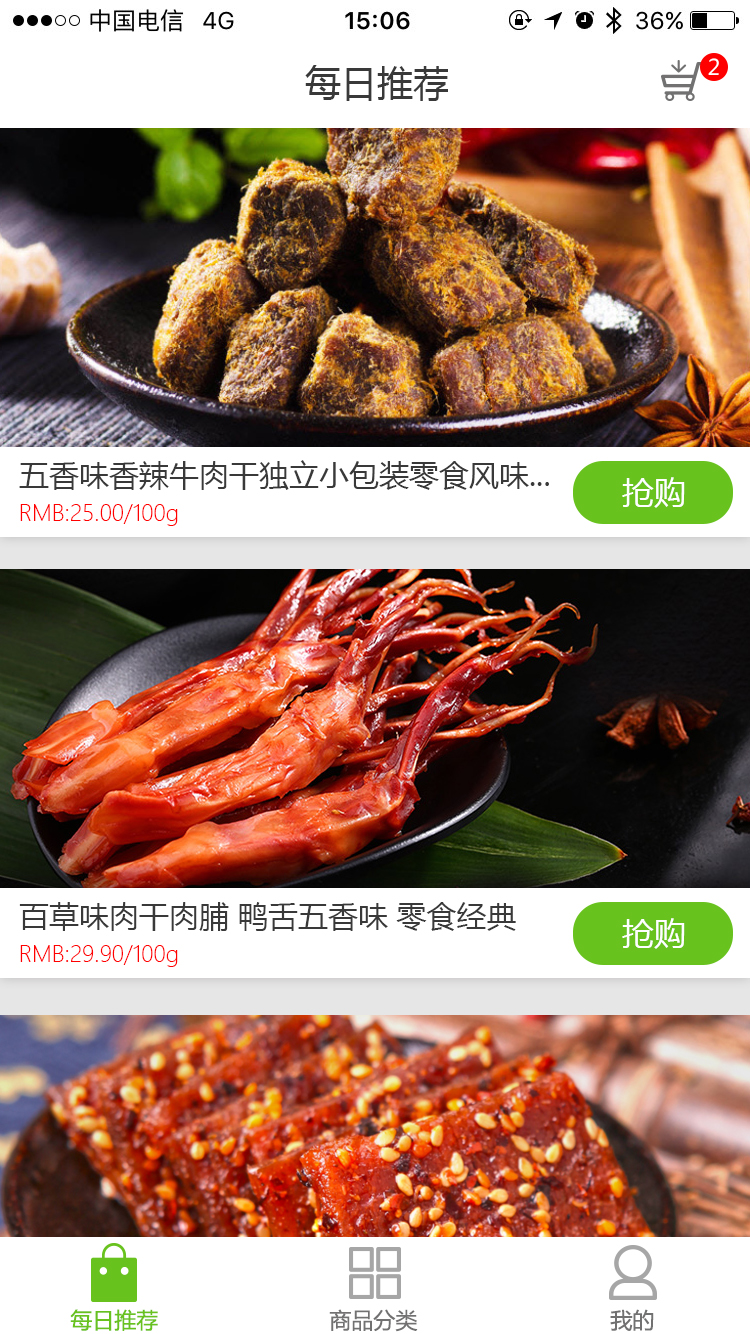 中国电信 4G 15:06 36%
每日推荐
2
五香味香辣牛肉干独立小包装零食风味...
RMB:25.00/100g
抢购
百草味肉干肉脯 鸭舌五香味 零食经典
RMB:29.90/100g
抢购
每日推荐 商品分类 我的